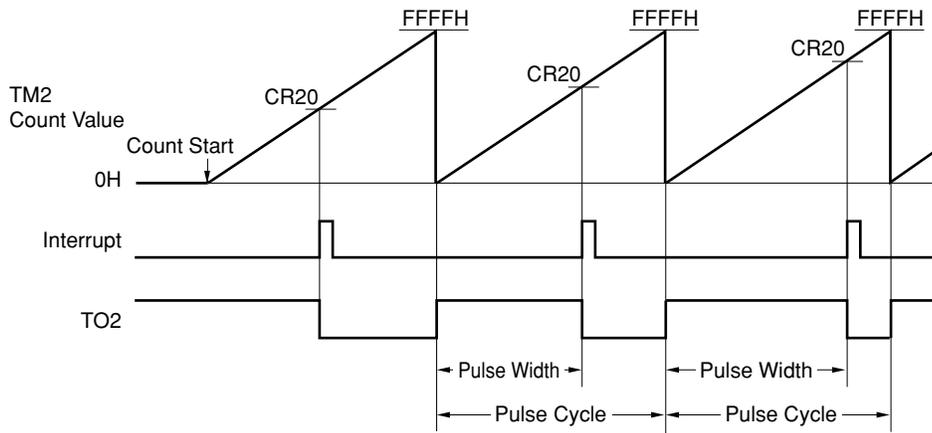 FFFFH FFFFH FFFFH
CR20 CR20 CR20
TM2
Count Value
Count Start
0H
Interrupt
TO2
Pulse Width Pulse Width
Pulse Cycle Pulse Cycle